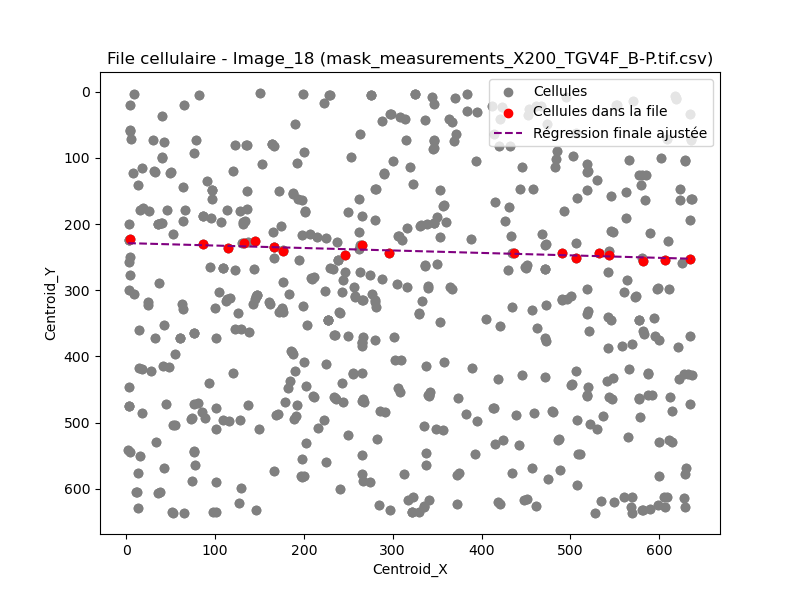 File cellulaire - Image_18 (mask_measurements_X200_TGV4F_B-P.tif.csv)
Cellules
Cellules dans la file
Régression finale ajustée
0
100
200
300
400
500
600
Centroid_Y
0 100 200 300 400 500 600
Centroid_X